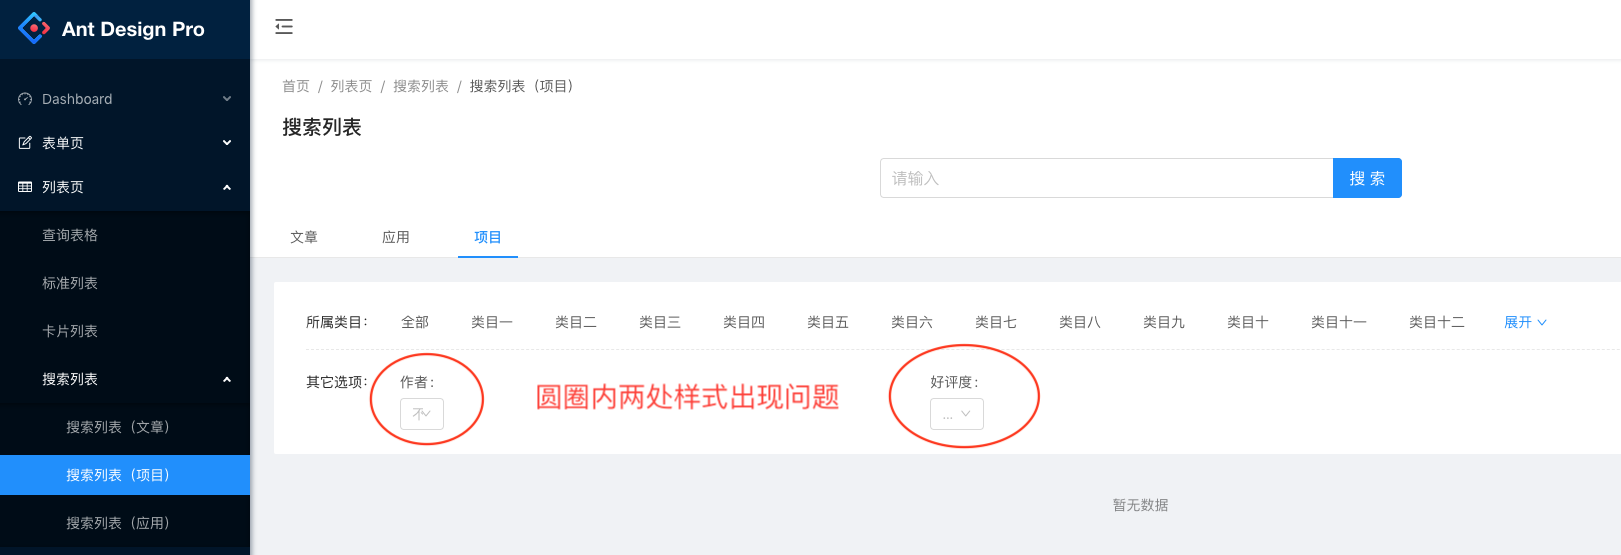 Ant Design Pro
Dashboard
表单页
列表页
查询表格
标准列表
卡片列表
搜索列表
搜索列表（文章）
搜索列表（项目）
搜索列表（应用）
首页 / 列表页 / 搜索列表 / 搜索列表（项目）
搜索列表
请输入 搜 索
文章 应用 项目
所属类目： 全部 类目一 类目二 类目三 类目四 类目五 类目六 类目七 类目八 类目九 类目十 类目十一 类目十二 展开
其它选项： 作者： 好评度：
不 ...
圆圈内两处样式出现问题
暂无数据